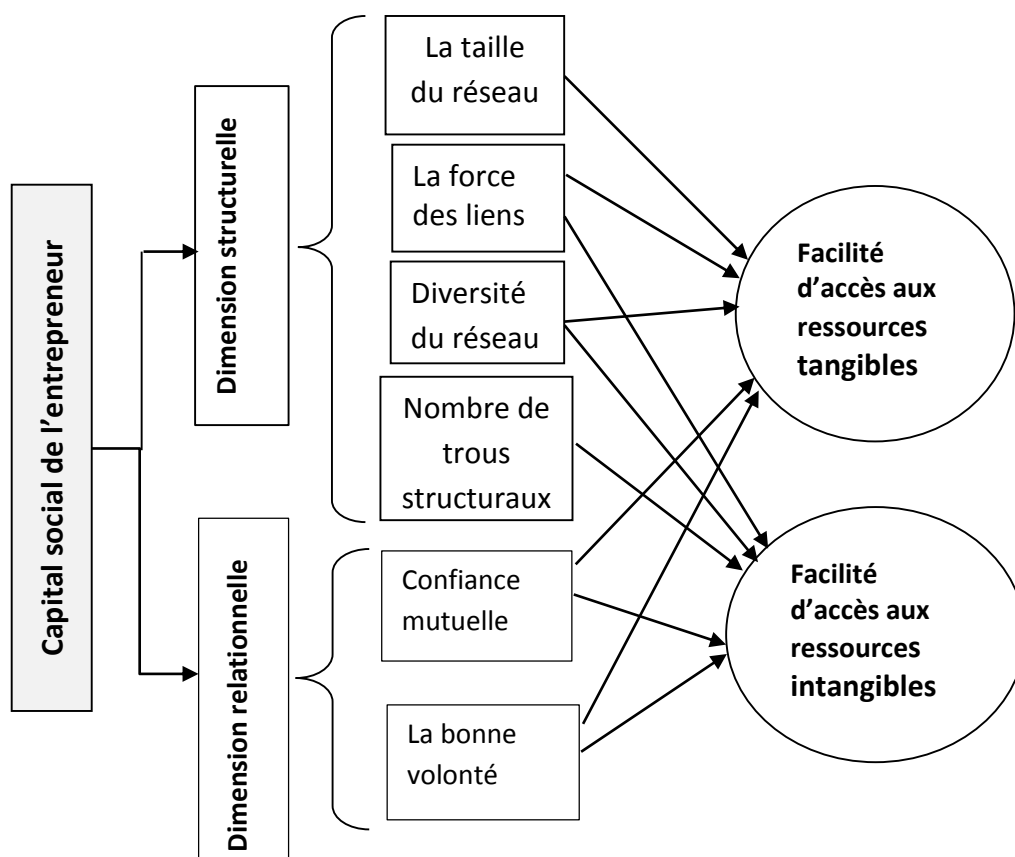 Capital social de l’entrepreneur
Dimension structurelle
La taille
du réseau
La force
des liens
Diversité
du réseau
Nombre de
trous
structuraux
Dimension relationnelle
Confiance
mutuelle
La bonne
volonté
Facilité
d’accès aux
ressources
tangibles
Facilité
d’accès aux
ressources
intangibles